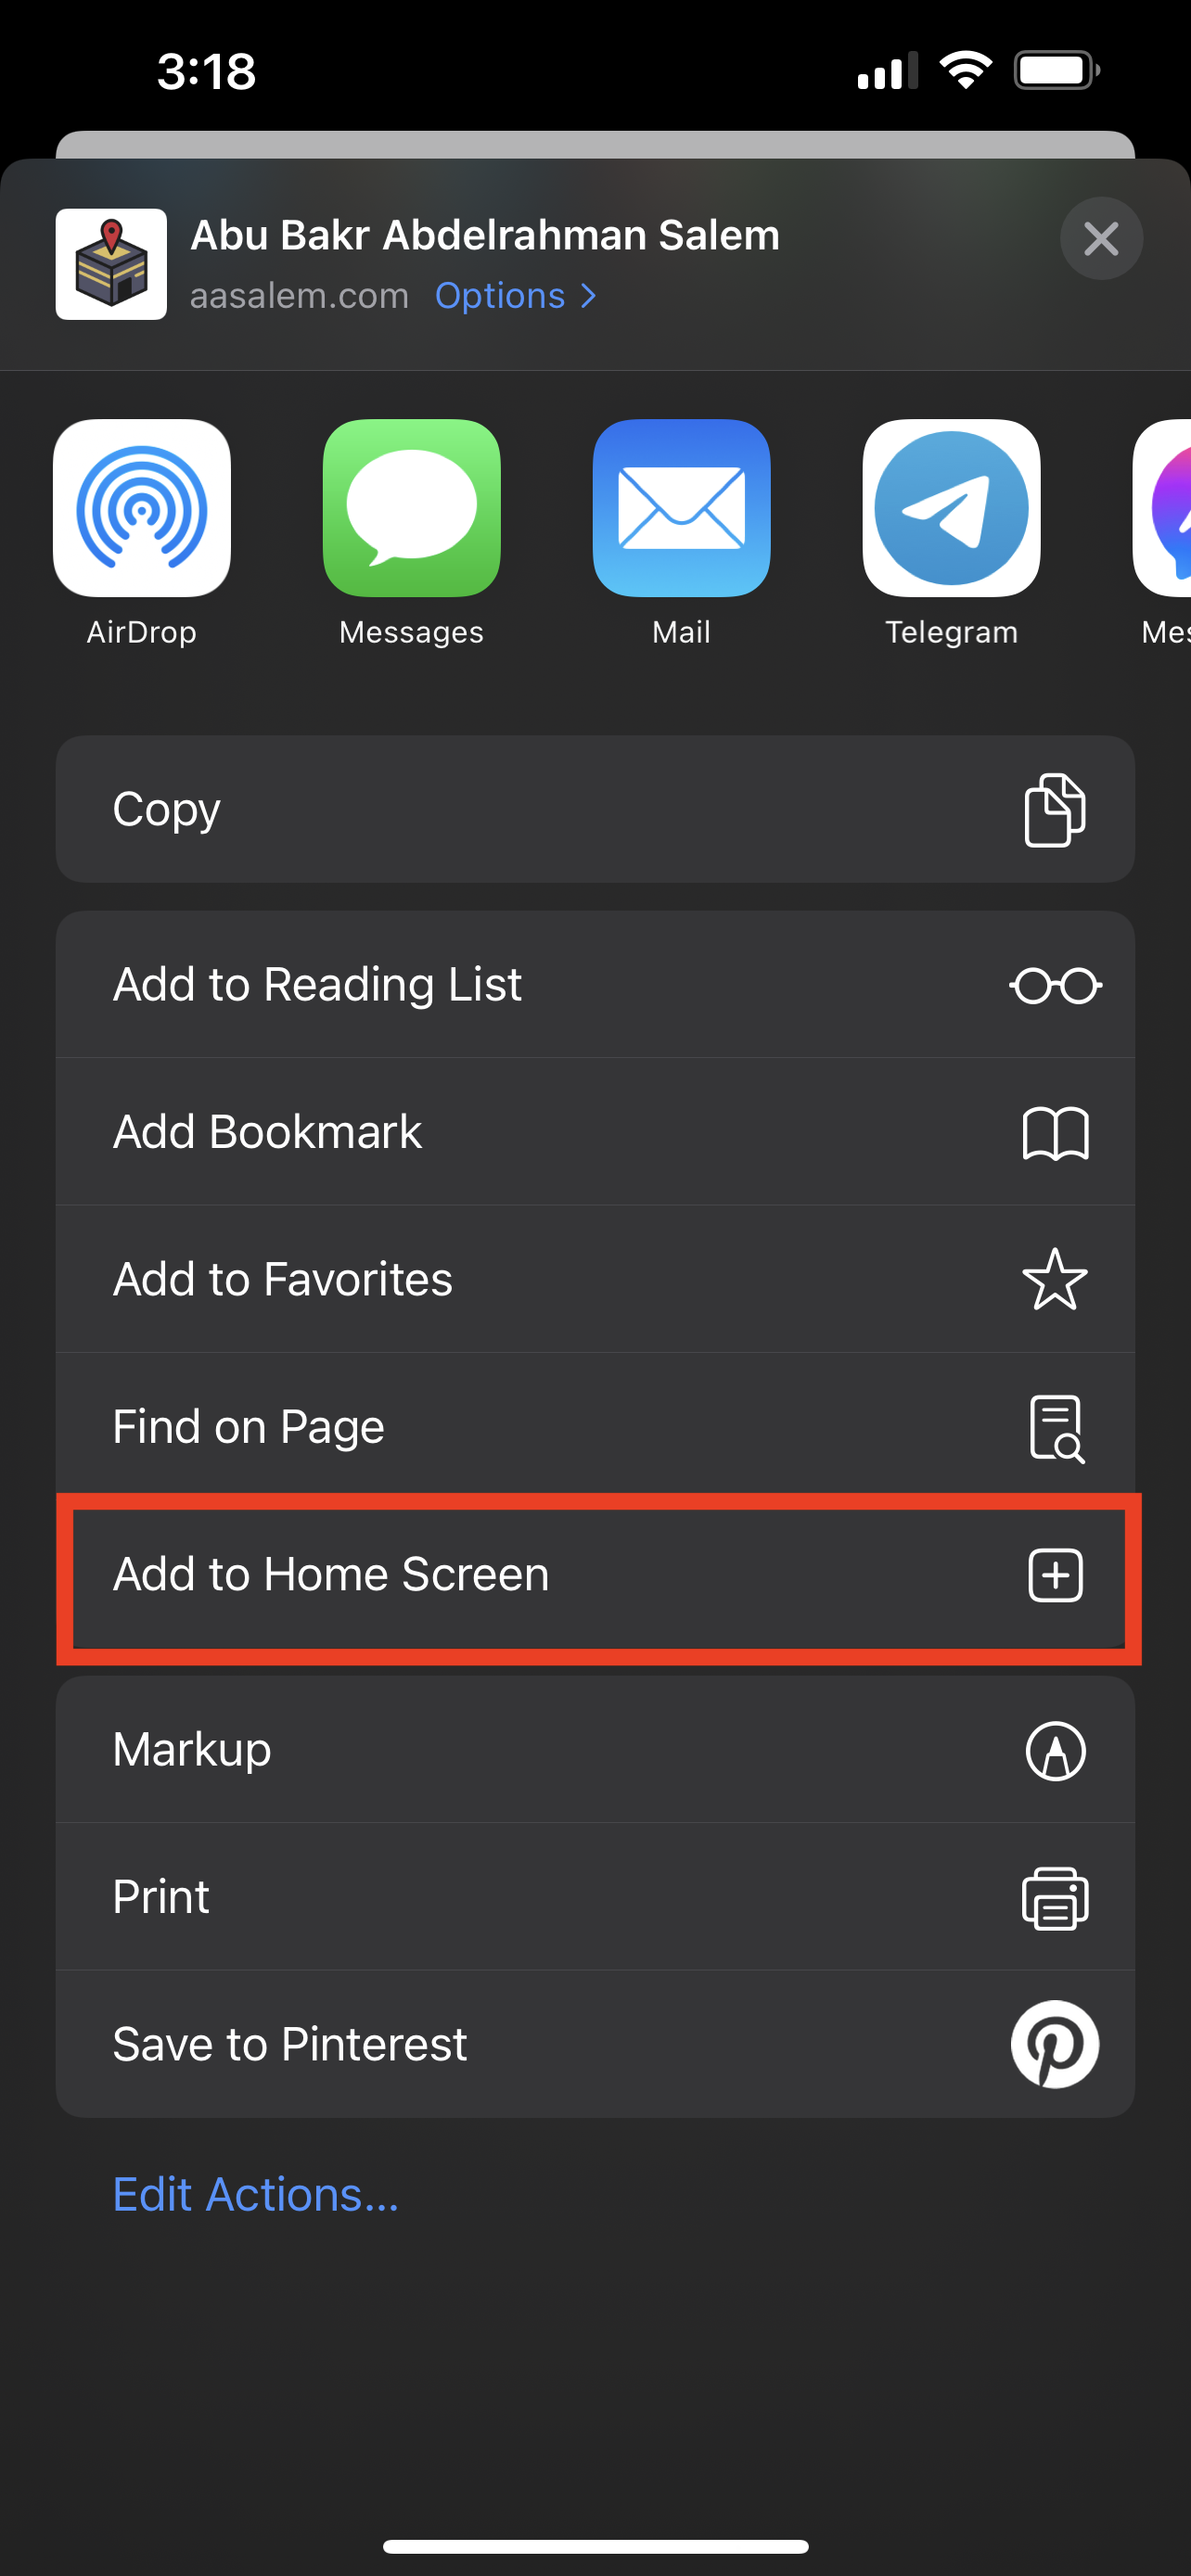 3:18
Abu Bakr Abdelrahman Salem
aasalem.com Options
AirDrop Messages Mail Telegram
Copy
Add to Reading List
Add Bookmark
Add to Favorites
Find on Page
Add to Home Screen
Markup
Print
Save to Pinterest
Edit Actions...